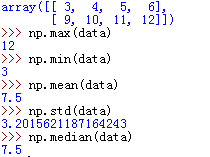 array([[ 3,  4,  5,  6],
       [ 9, 10, 11, 12]])
>>> np.max(data)
12
>>> np.min(data)
3
>>> np.mean(data)
7.5
>>> np.std(data)
3.2015621187164243
>>> np.median(data)
7.5